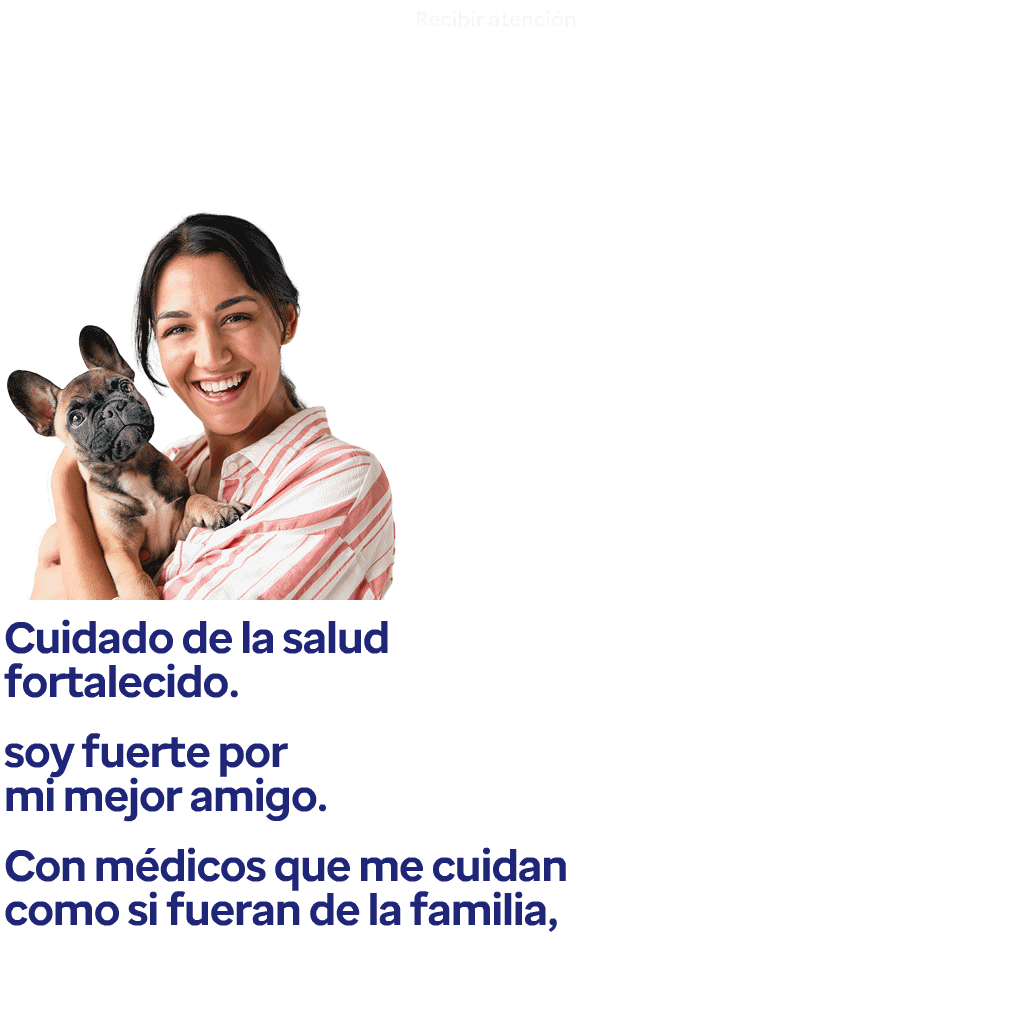 Recibir atención
Cuidado de la salud
fortalecido.
soy fuerte por
mi mejor amigo.
Con médicos que me cuidan
como si fueran de la familia,